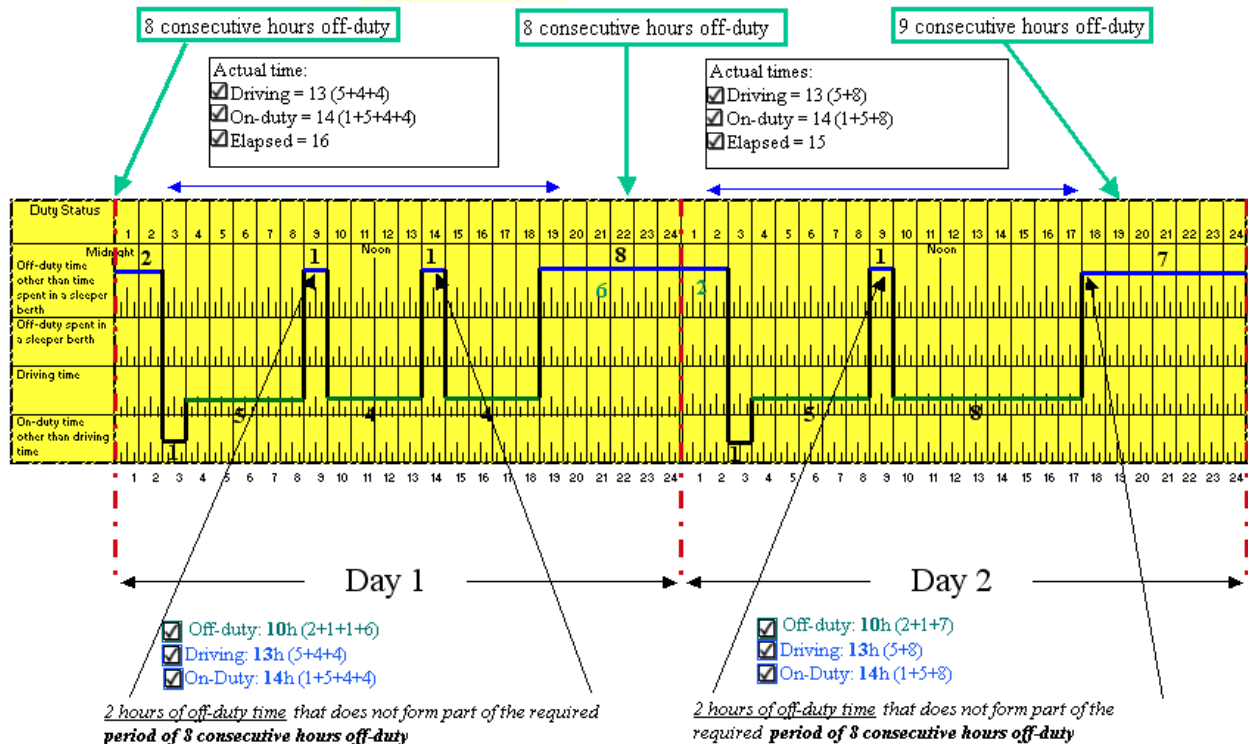 8 consecutive hours off-duty
8 consecutive hours off-duty
9 consecutive hours off-duty
Actual time:
Driving = 13 (5+4+4)
On-duty = 14 (1+5+4+4)
Elapsed = 16
Actual times:
Driving = 13 (5+8)
On-duty = 14 (1+5+8)
Elapsed = 15
Duty Status
1 2 3 4 5 6 7 8 9 10 11 12 13 14 15 16 17 18 19 20 21 22 23 24 1 2 3 4 5 6 7 8 9 10 11 12 13 14 15 16 17 18 19 20 21 22 23 24
Midnight Noon Noon
Off-duty time
other than time
spent in a sleeper
berth
2 1 1 8 1 7
6 2
Off-duty spent in
a sleeper berth
Driving time
5 4 4 5 8
On-duty time
other than driving
time
1 1
1 2 3 4 5 6 7 8 9 10 11 12 13 14 15 16 17 18 19 20 21 22 23 24 1 2 3 4 5 6 7 8 9 10 11 12 13 14 15 16 17 18 19 20 21 22 23 24
Day 1
Day 2
Off-duty: 10h (2+1+1+6)
Driving: 13h (5+4+4)
On-Duty: 14h (1+5+4+4)
Off-duty: 10h (2+1+7)
Driving: 13h (5+8)
On-Duty: 14h (1+5+8)
2 hours of off-duty time that does not form part of the required
period of 8 consecutive hours off-duty
2 hours of off-duty time that does not form part of the
required period of 8 consecutive hours off-duty